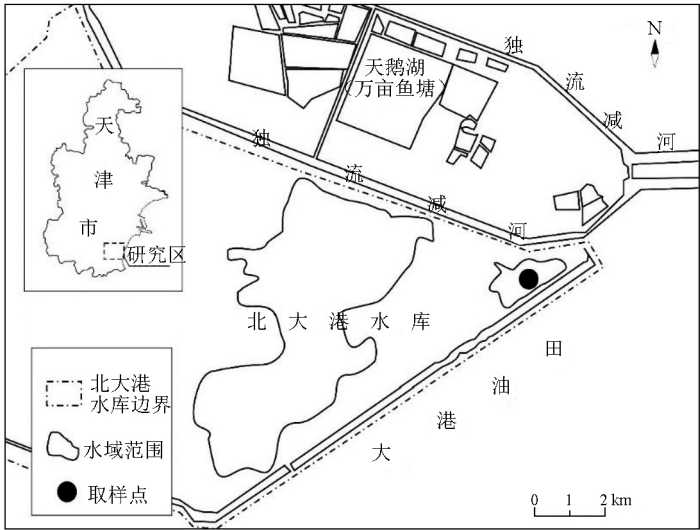 N
独流减河
天鹅湖
(万亩鱼塘)
独流减河
天津市
研究区
北大港水库
大港油田
北大港
水库边界
水域范围
取样点
0 1 2 km